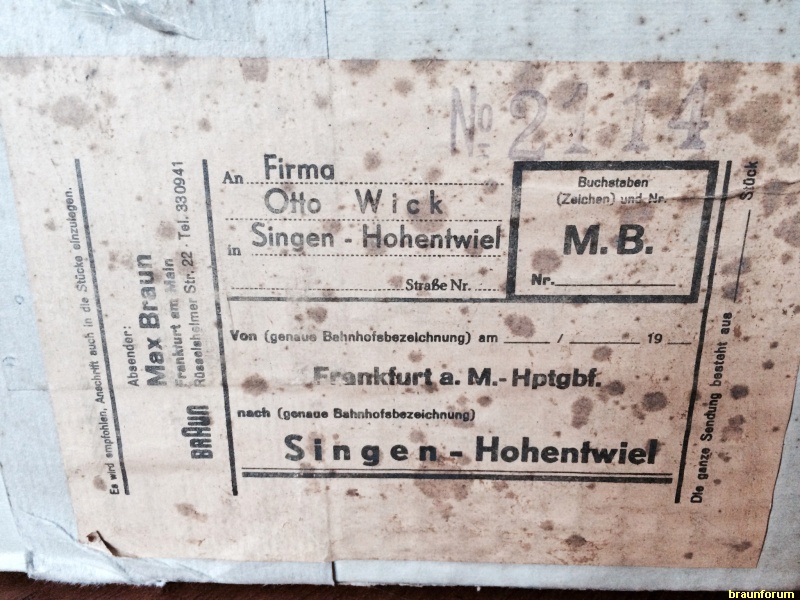 No 2114
Es wird empfohlen, Anschrift auch in die Stücke einzulegen.
Absender:
Max Braun
Frankfurt am Main
Rüsselsheimer Str. 22 · Tel. 330941
BRAUN
An Firma
Otto Wick
in Singen - Hohentwiel
Straße Nr.
Buchstaben
(Zeichen) und Nr.
M. B.
Nr.
Von (genaue Bahnhofsbezeichnung) am / 19
Frankfurt a. M.- Hptgbf.
nach (genaue Bahnhofsbezeichnung)
Singen - Hohentwiel
Die ganze Sendung besteht aus Stück
braunforum